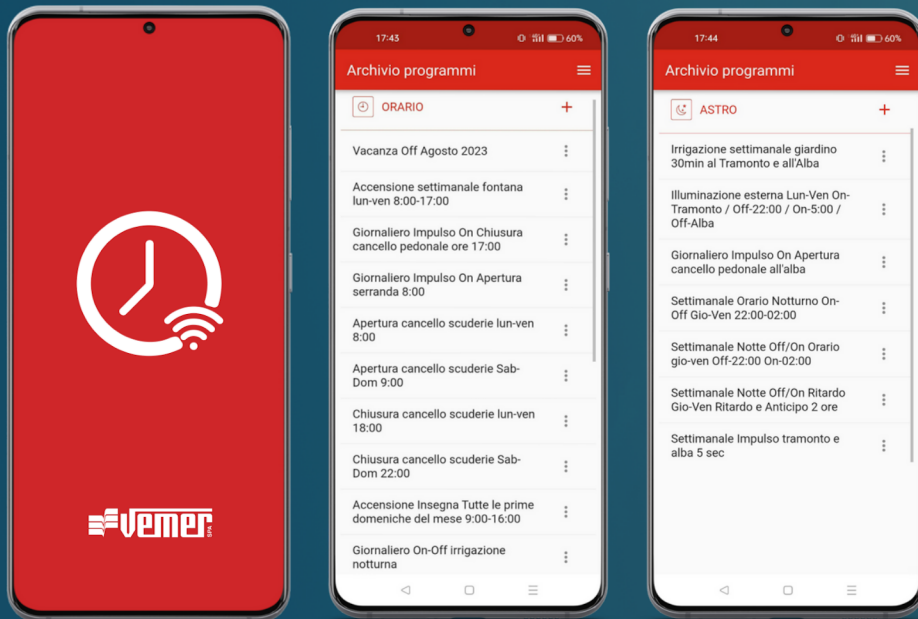 vemer
SPA
17:43
60%
Archivio programmi
ORARIO
Vacanza Off Agosto 2023
Accensione settimanale fontana
lun-ven 8:00-17:00
Giornaliero Impulso On Chiusura
cancello pedonale ore 17:00
Giornaliero Impulso On Apertura
serranda 8:00
Apertura cancello scuderie lun-ven
8:00
Apertura cancello scuderie Sab-
Dom 9:00
Chiusura cancello scuderie lun-ven
18:00
Chiusura cancello scuderie Sab-
Dom 22:00
Accensione Insegna Tutte le prime
domeniche del mese 9:00-16:00
Giornaliero On-Off irrigazione
notturna
17:44
60%
Archivio programmi
ASTRO
Irrigazione settimanale giardino
30min al Tramonto e all'Alba
Illuminazione esterna Lun-Ven On-
Tramonto / Off-22:00 / On-5:00 /
Off-Alba
Giornaliero Impulso On Apertura
cancello pedonale all'alba
Settimanale Orario Notturno On-
Off Gio-Ven 22:00-02:00
Settimanale Notte Off/On Orario
gio-ven Off-22:00 On-02:00
Settimanale Notte Off/On Ritardo
Gio-Ven Ritardo e Anticipo 2 ore
Settimanale Impulso tramonto e
alba 5 sec